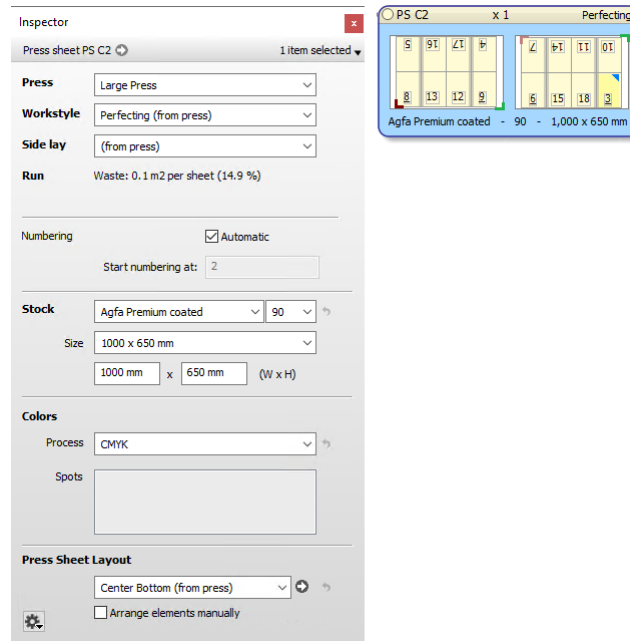 Inspector
x
Press sheet PS C2
1 item selected
Press
Large Press
Workstyle
Perfecting (from press)
Side lay
(from press)
Run
Waste: 0.1 m2 per sheet (14.9 %)
Numbering
Automatic
Start numbering at:
2
Stock
Agfa Premium coated
90
Size
1000 x 650 mm
1000 mm
x
650 mm
(W x H)
Colors
Process
CMYK
Spots
Press Sheet Layout
Center Bottom (from press)
Arrange elements manually
PS C2 x 1 Perfecting
5 16 17 4 7 14 11 10
8 13 12 9 6 15 18 3
Agfa Premium coated - 90 - 1,000 x 650 mm